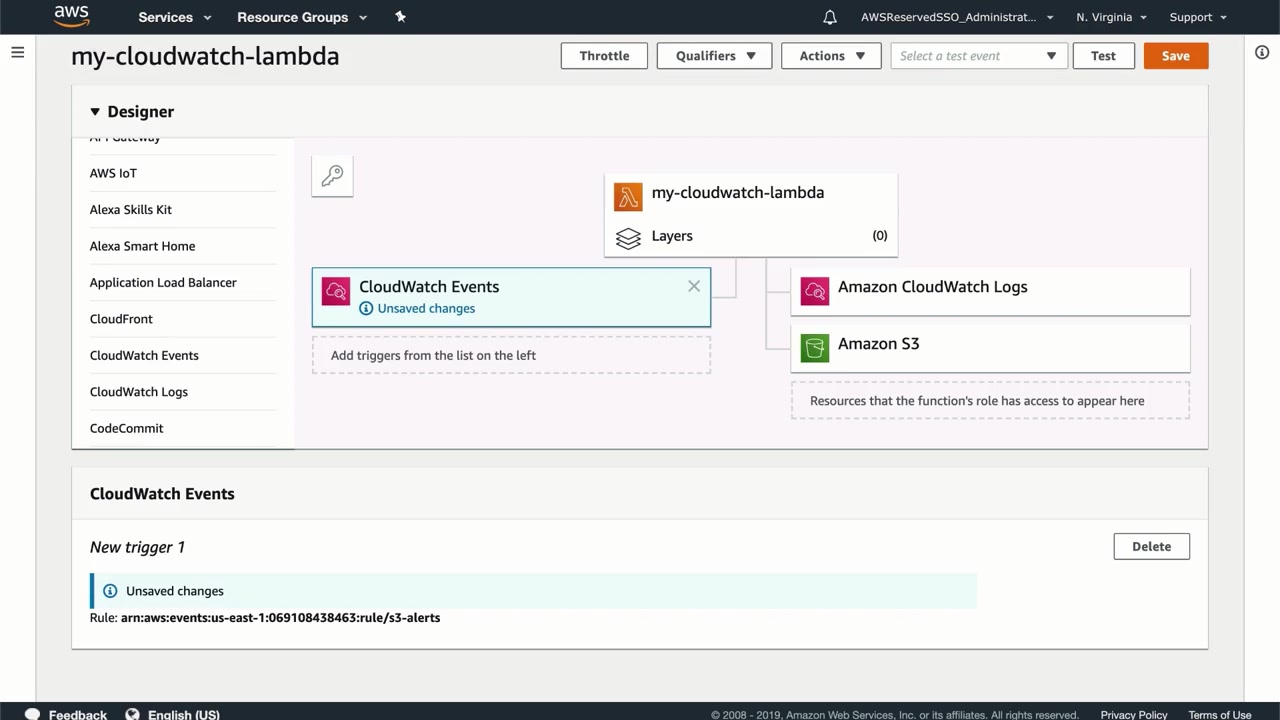 aws
Services
Resource Groups
AWSReservedSSO_Administrat...
N. Virginia
Support
my-cloudwatch-lambda
Throttle
Qualifiers
Actions
Select a test event
Test
Save
Designer
API Gateway
AWS IoT
Alexa Skills Kit
Alexa Smart Home
Application Load Balancer
CloudFront
CloudWatch Events
CloudWatch Logs
CodeCommit
my-cloudwatch-lambda
Layers
(0)
CloudWatch Events
Unsaved changes
Add triggers from the list on the left
Amazon CloudWatch Logs
Amazon S3
Resources that the function's role has access to appear here
CloudWatch Events
New trigger 1
Delete
Unsaved changes
Rule: arn:aws:events:us-east-1:069108438463:rule/s3-alerts
Feedback
English (US)
© 2008 - 2019, Amazon Web Services, Inc. or its affiliates. All rights reserved.
Privacy Policy
Terms of Use